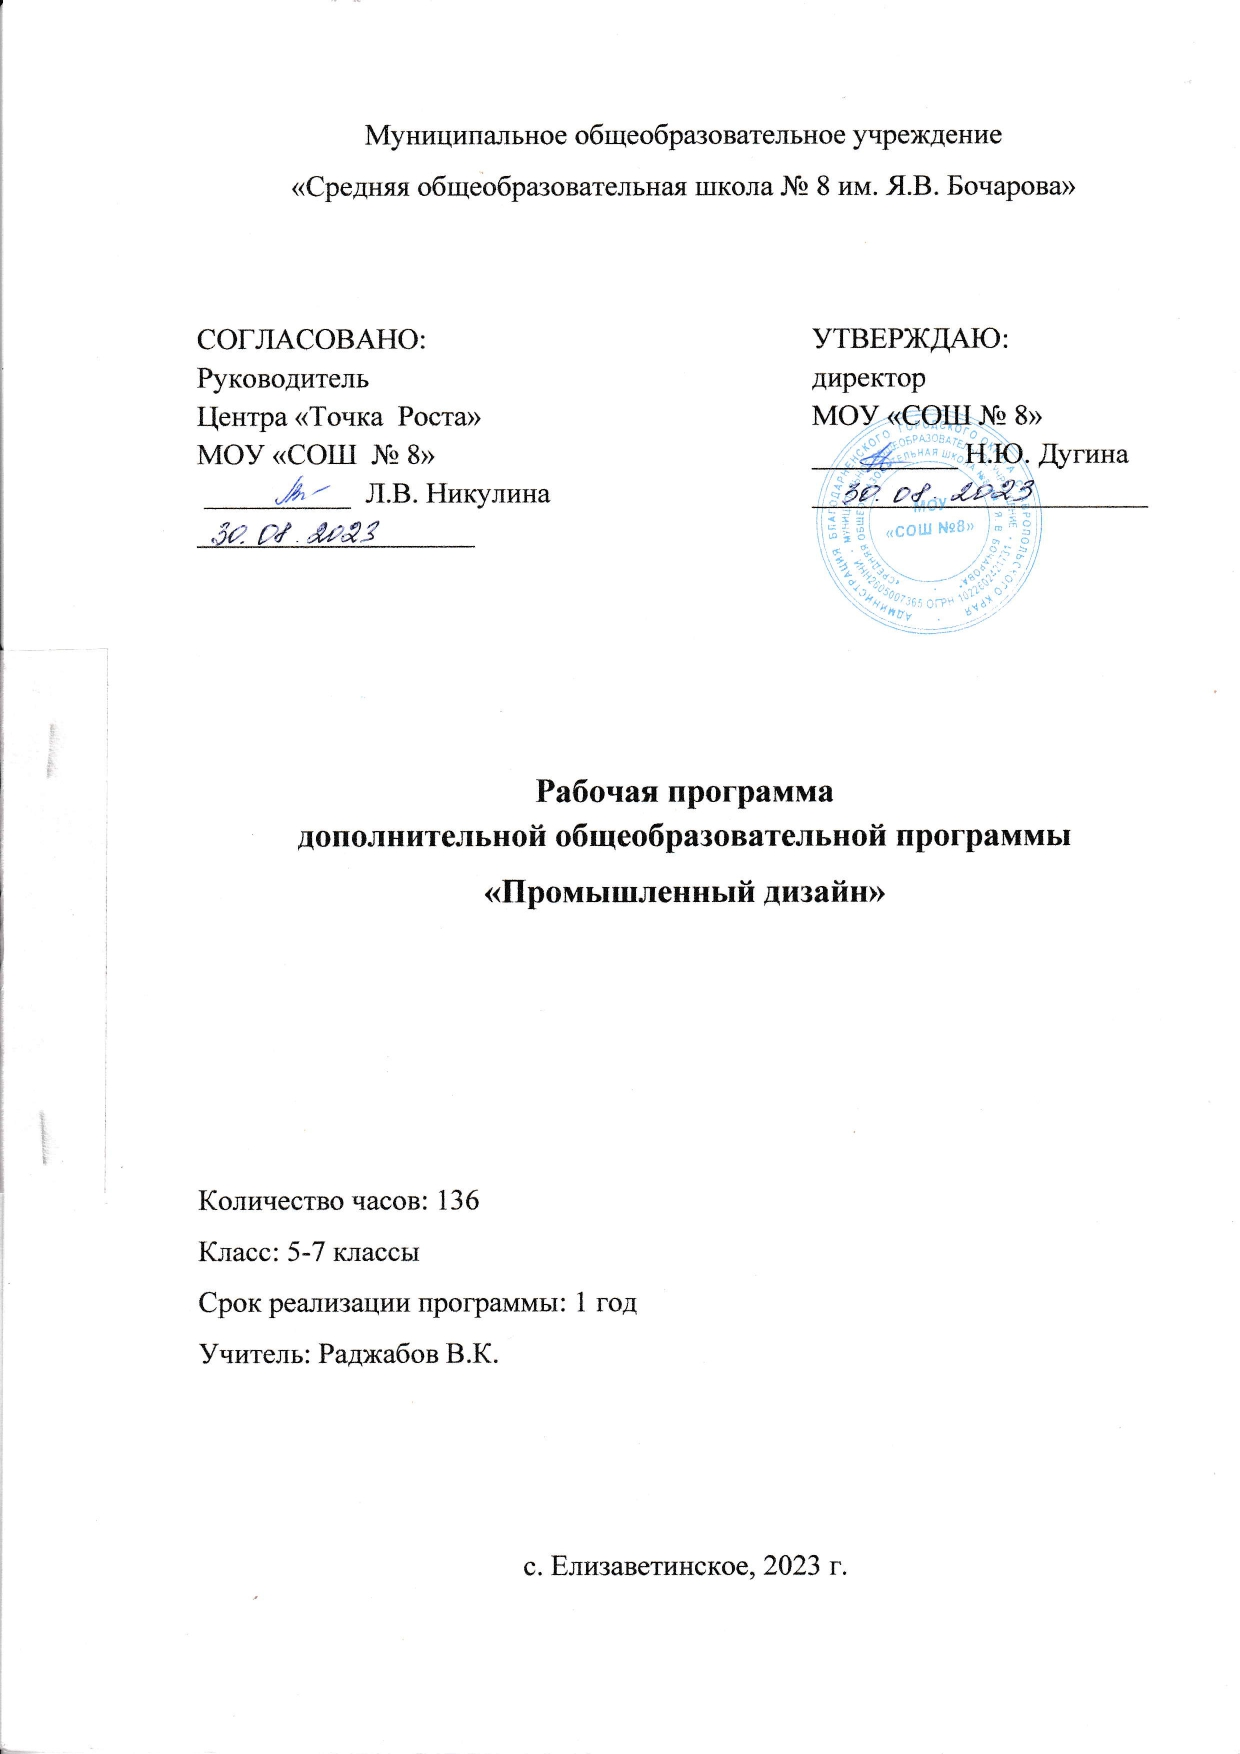 Муниципальное общеобразовательное учреждение
«Средняя общеобразовательная школа № 8 им. Я.В. Бочарова»
СОГЛАСОВАНО:
Руководитель
Центра «Точка Роста»
МОУ «СОШ № 8»
Л.В. Никулина
30.08.2023
УТВЕРЖДАЮ:
директор
МОУ «СОШ № 8»
Н.Ю. Дугина
30.08.2023
МОУ
«СОШ №8»
Рабочая программа
дополнительной общеобразовательной программы
«Промышленный дизайн»
Количество часов: 136
Класс: 5-7 классы
Срок реализации программы: 1 год
Учитель: Раджабов В.К.
с. Елизаветинское, 2023 г.